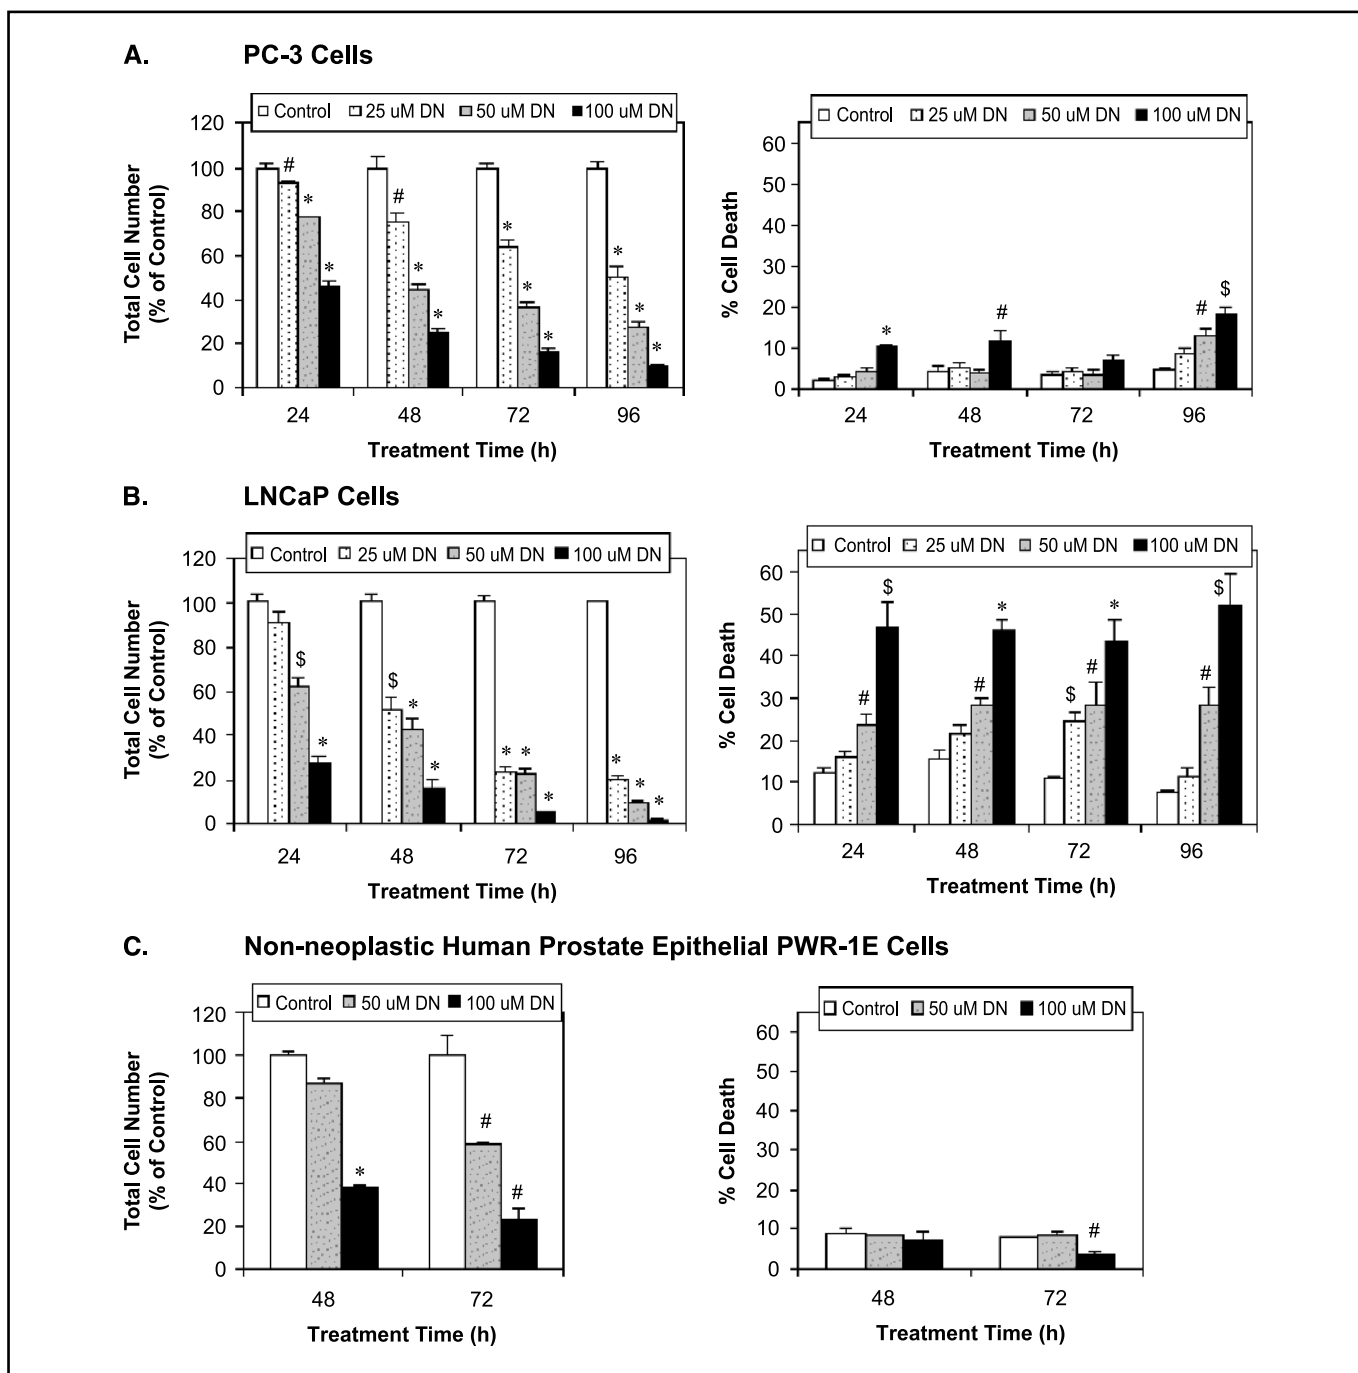 A. PC-3 Cells
Control 25 uM DN 50 uM DN 100 uM DN
Total Cell Number
(% of Control)
120
100
80
60
40
20
0
# * *
# * *
* * *
* * *
24 48 72 96
Treatment Time (h)
Control 25 uM DN 50 uM DN 100 uM DN
% Cell Death
60
50
40
30
20
10
0
* # # $
24 48 72 96
Treatment Time (h)
B. LNCaP Cells
Control 25 uM DN 50 uM DN 100 uM DN
Total Cell Number
(% of Control)
120
100
80
60
40
20
0
$ *
$ * *
* * *
* * *
24 48 72 96
Treatment Time (h)
Control 25 uM DN 50 uM DN 100 uM DN
% Cell Death
60
50
40
30
20
10
0
# $
# *
$ # *
# $
24 48 72 96
Treatment Time (h)
C. Non-neoplastic Human Prostate Epithelial PWR-1E Cells
Control 50 uM DN 100 uM DN
Total Cell Number
(% of Control)
120
100
80
60
40
20
0
*
# #
48 72
Treatment Time (h)
Control 50 uM DN 100 uM DN
% Cell Death
60
50
40
30
20
10
0
#
48 72
Treatment Time (h)